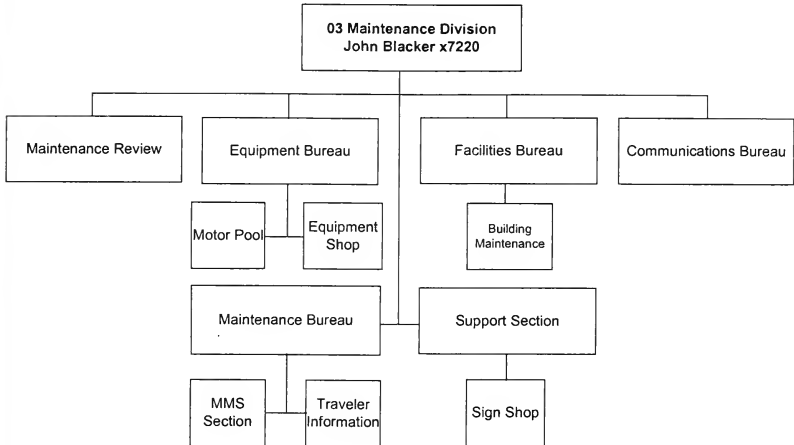 03 Maintenance Division
John Blacker x7220
Maintenance Review
Equipment Bureau
Facilities Bureau
Communications Bureau
Motor Pool
Equipment
Shop
Building
Maintenance
Maintenance Bureau
Support Section
MMS
Section
Traveler
Information
Sign Shop